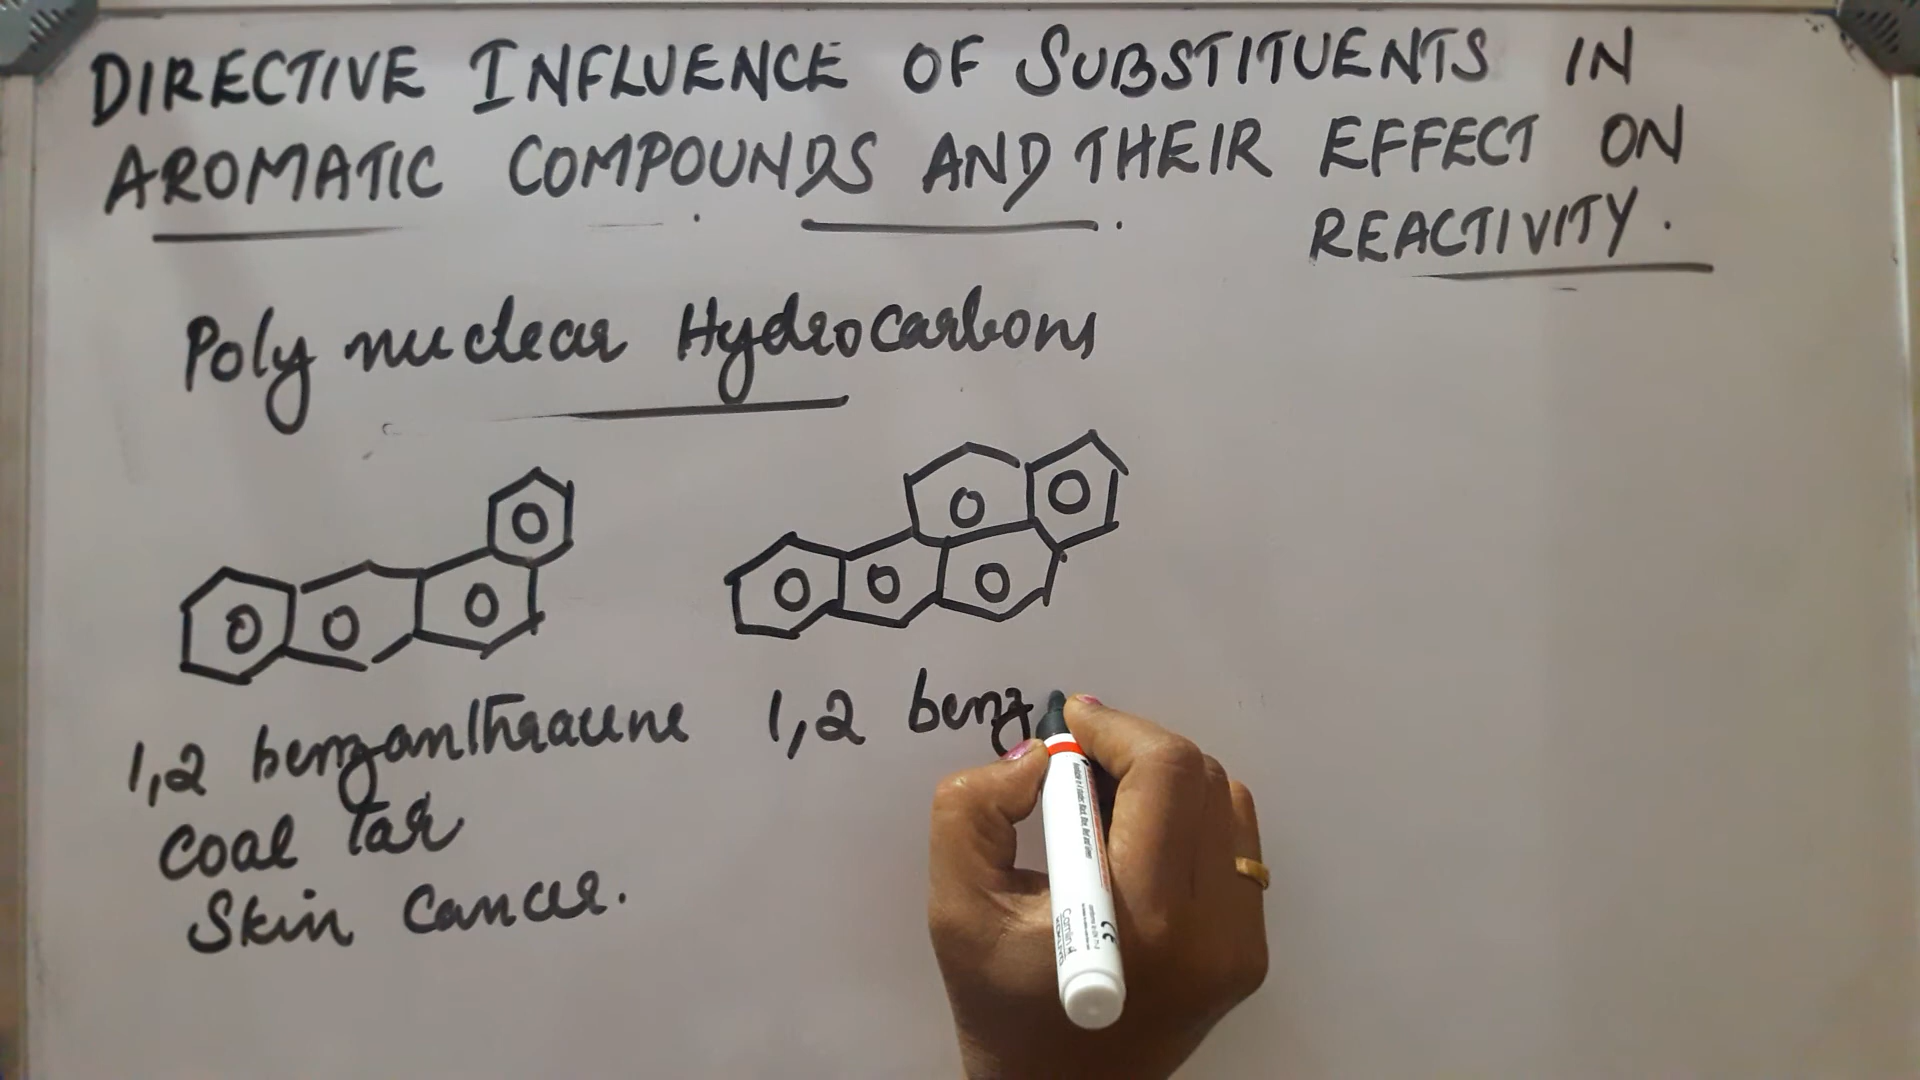 DIRECTIVE INFLUENCE OF SUBSTITUENTS IN
AROMATIC COMPOUNDS AND THEIR EFFECT ON
REACTIVITY.
Poly nuclear Hydrocarbons
1,2 benzanthracene
1,2 benz
Coal tar
Skin Cancer.
Camlin